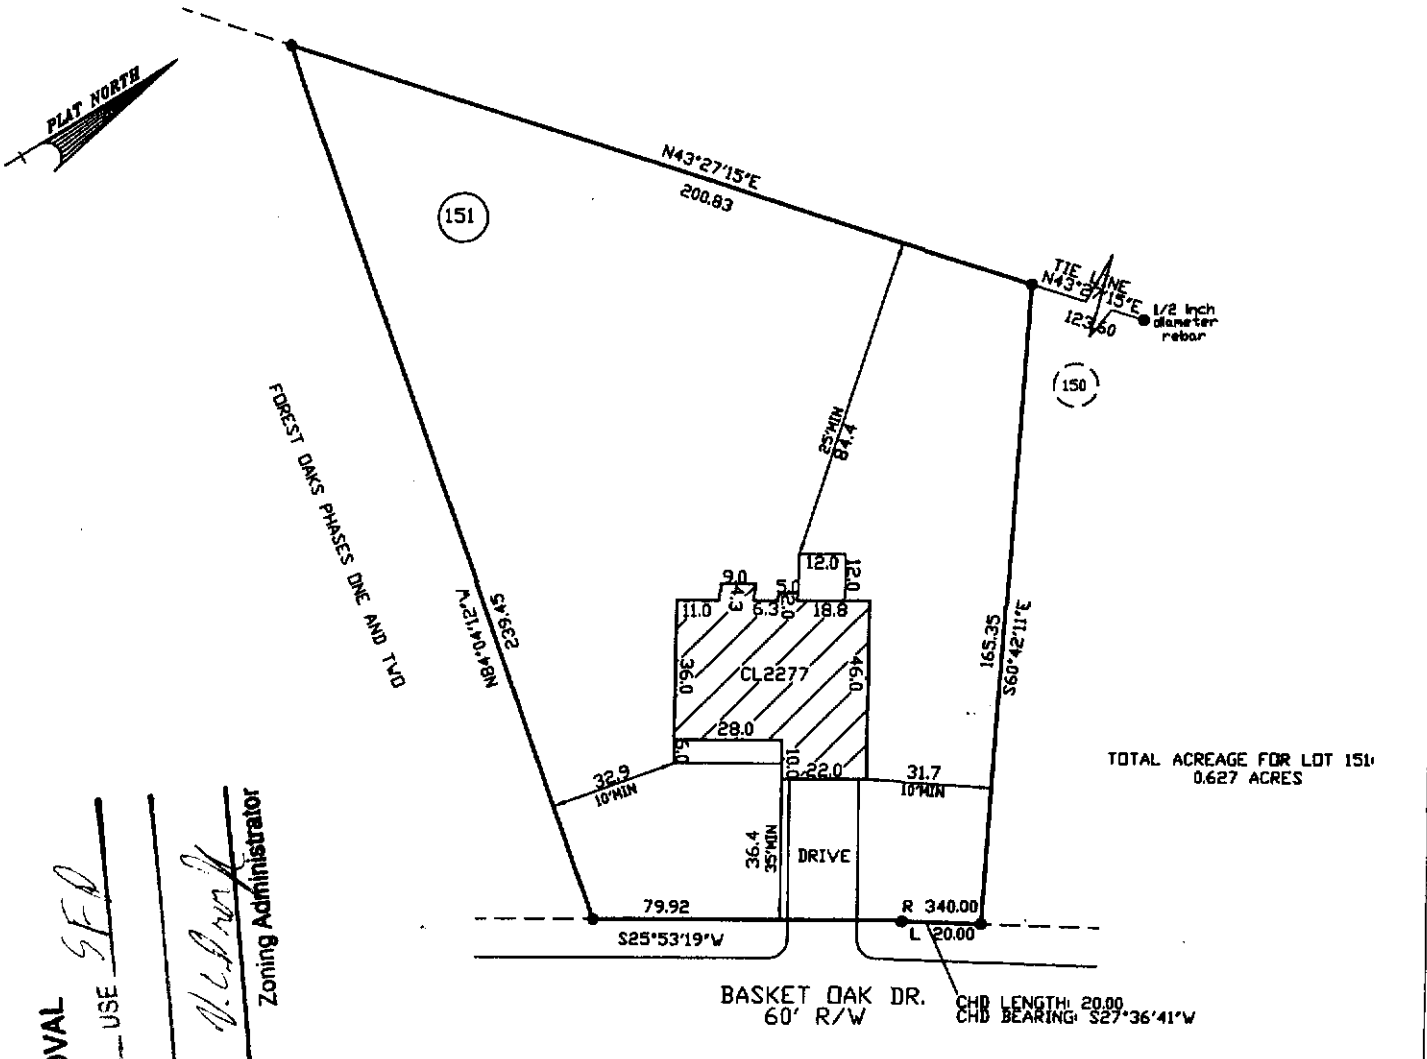 PLAT NORTH
N43°27'15"E
200.83
151
TIE LINE
N43°27'15"E
123.60
1/2 inch
diameter
rebar
150
25'MIN
84.4
FOREST OAKS PHASES ONE AND TWO
239.45
N84°04'12"W
165.35
S60°42'11"E
12.0
12.0
9.0
4.3
5.0
2.0
11.0
6.3
18.8
36.0
CL2277
46.0
28.0
5.0
10.0
22.0
32.9
10'MIN
31.7
10'MIN
TOTAL ACREAGE FOR LOT 151:
0.627 ACRES
36.4
35'MIN
DRIVE
79.92
S25°53'19"W
R 340.00
L 20.00
BASKET OAK DR.
60' R/W
CHD LENGTH: 20.00
CHD BEARING: S27°36'41"W
OVAL
USE SFD
Zoning Administrator